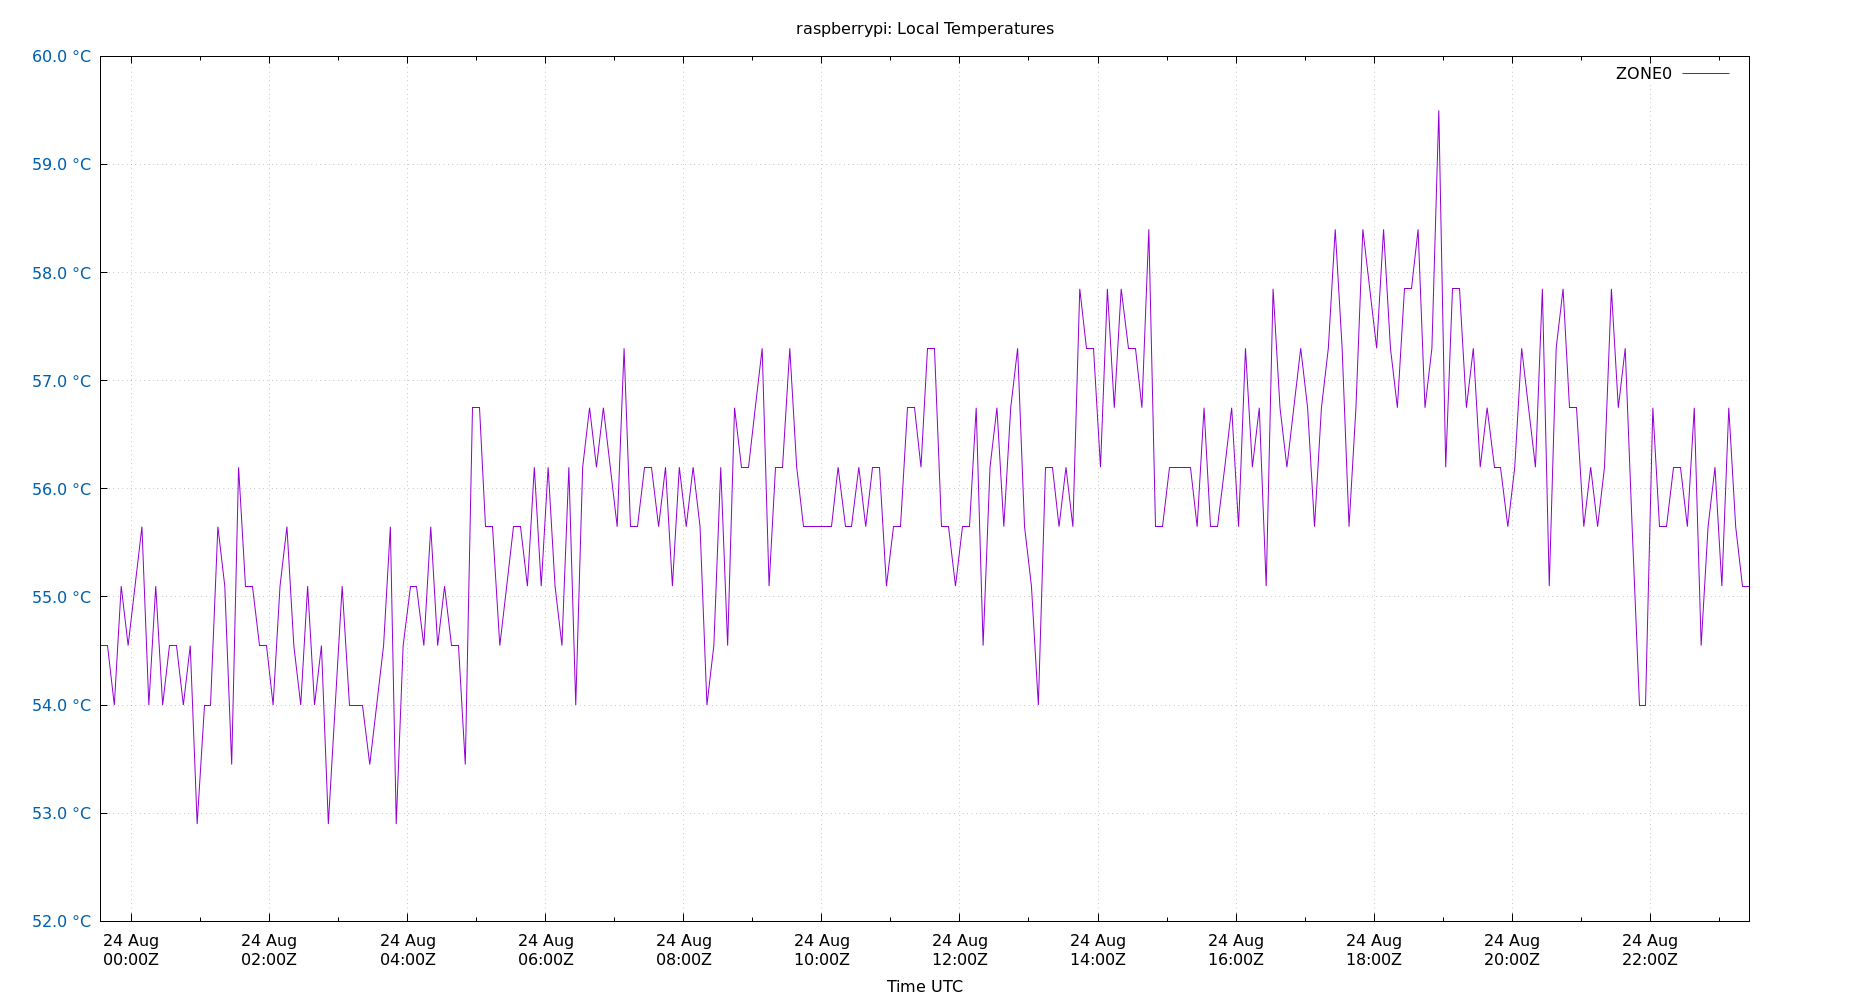 raspberrypi: Local Temperatures
60.0 °C
ZONE0
59.0 °C
58.0 °C
57.0 °C
56.0 °C
55.0 °C
54.0 °C
53.0 °C
52.0 °C
24 Aug 24 Aug 24 Aug 24 Aug 24 Aug 24 Aug 24 Aug 24 Aug 24 Aug 24 Aug 24 Aug 24 Aug
00:00Z 02:00Z 04:00Z 06:00Z 08:00Z 10:00Z 12:00Z 14:00Z 16:00Z 18:00Z 20:00Z 22:00Z
Time UTC